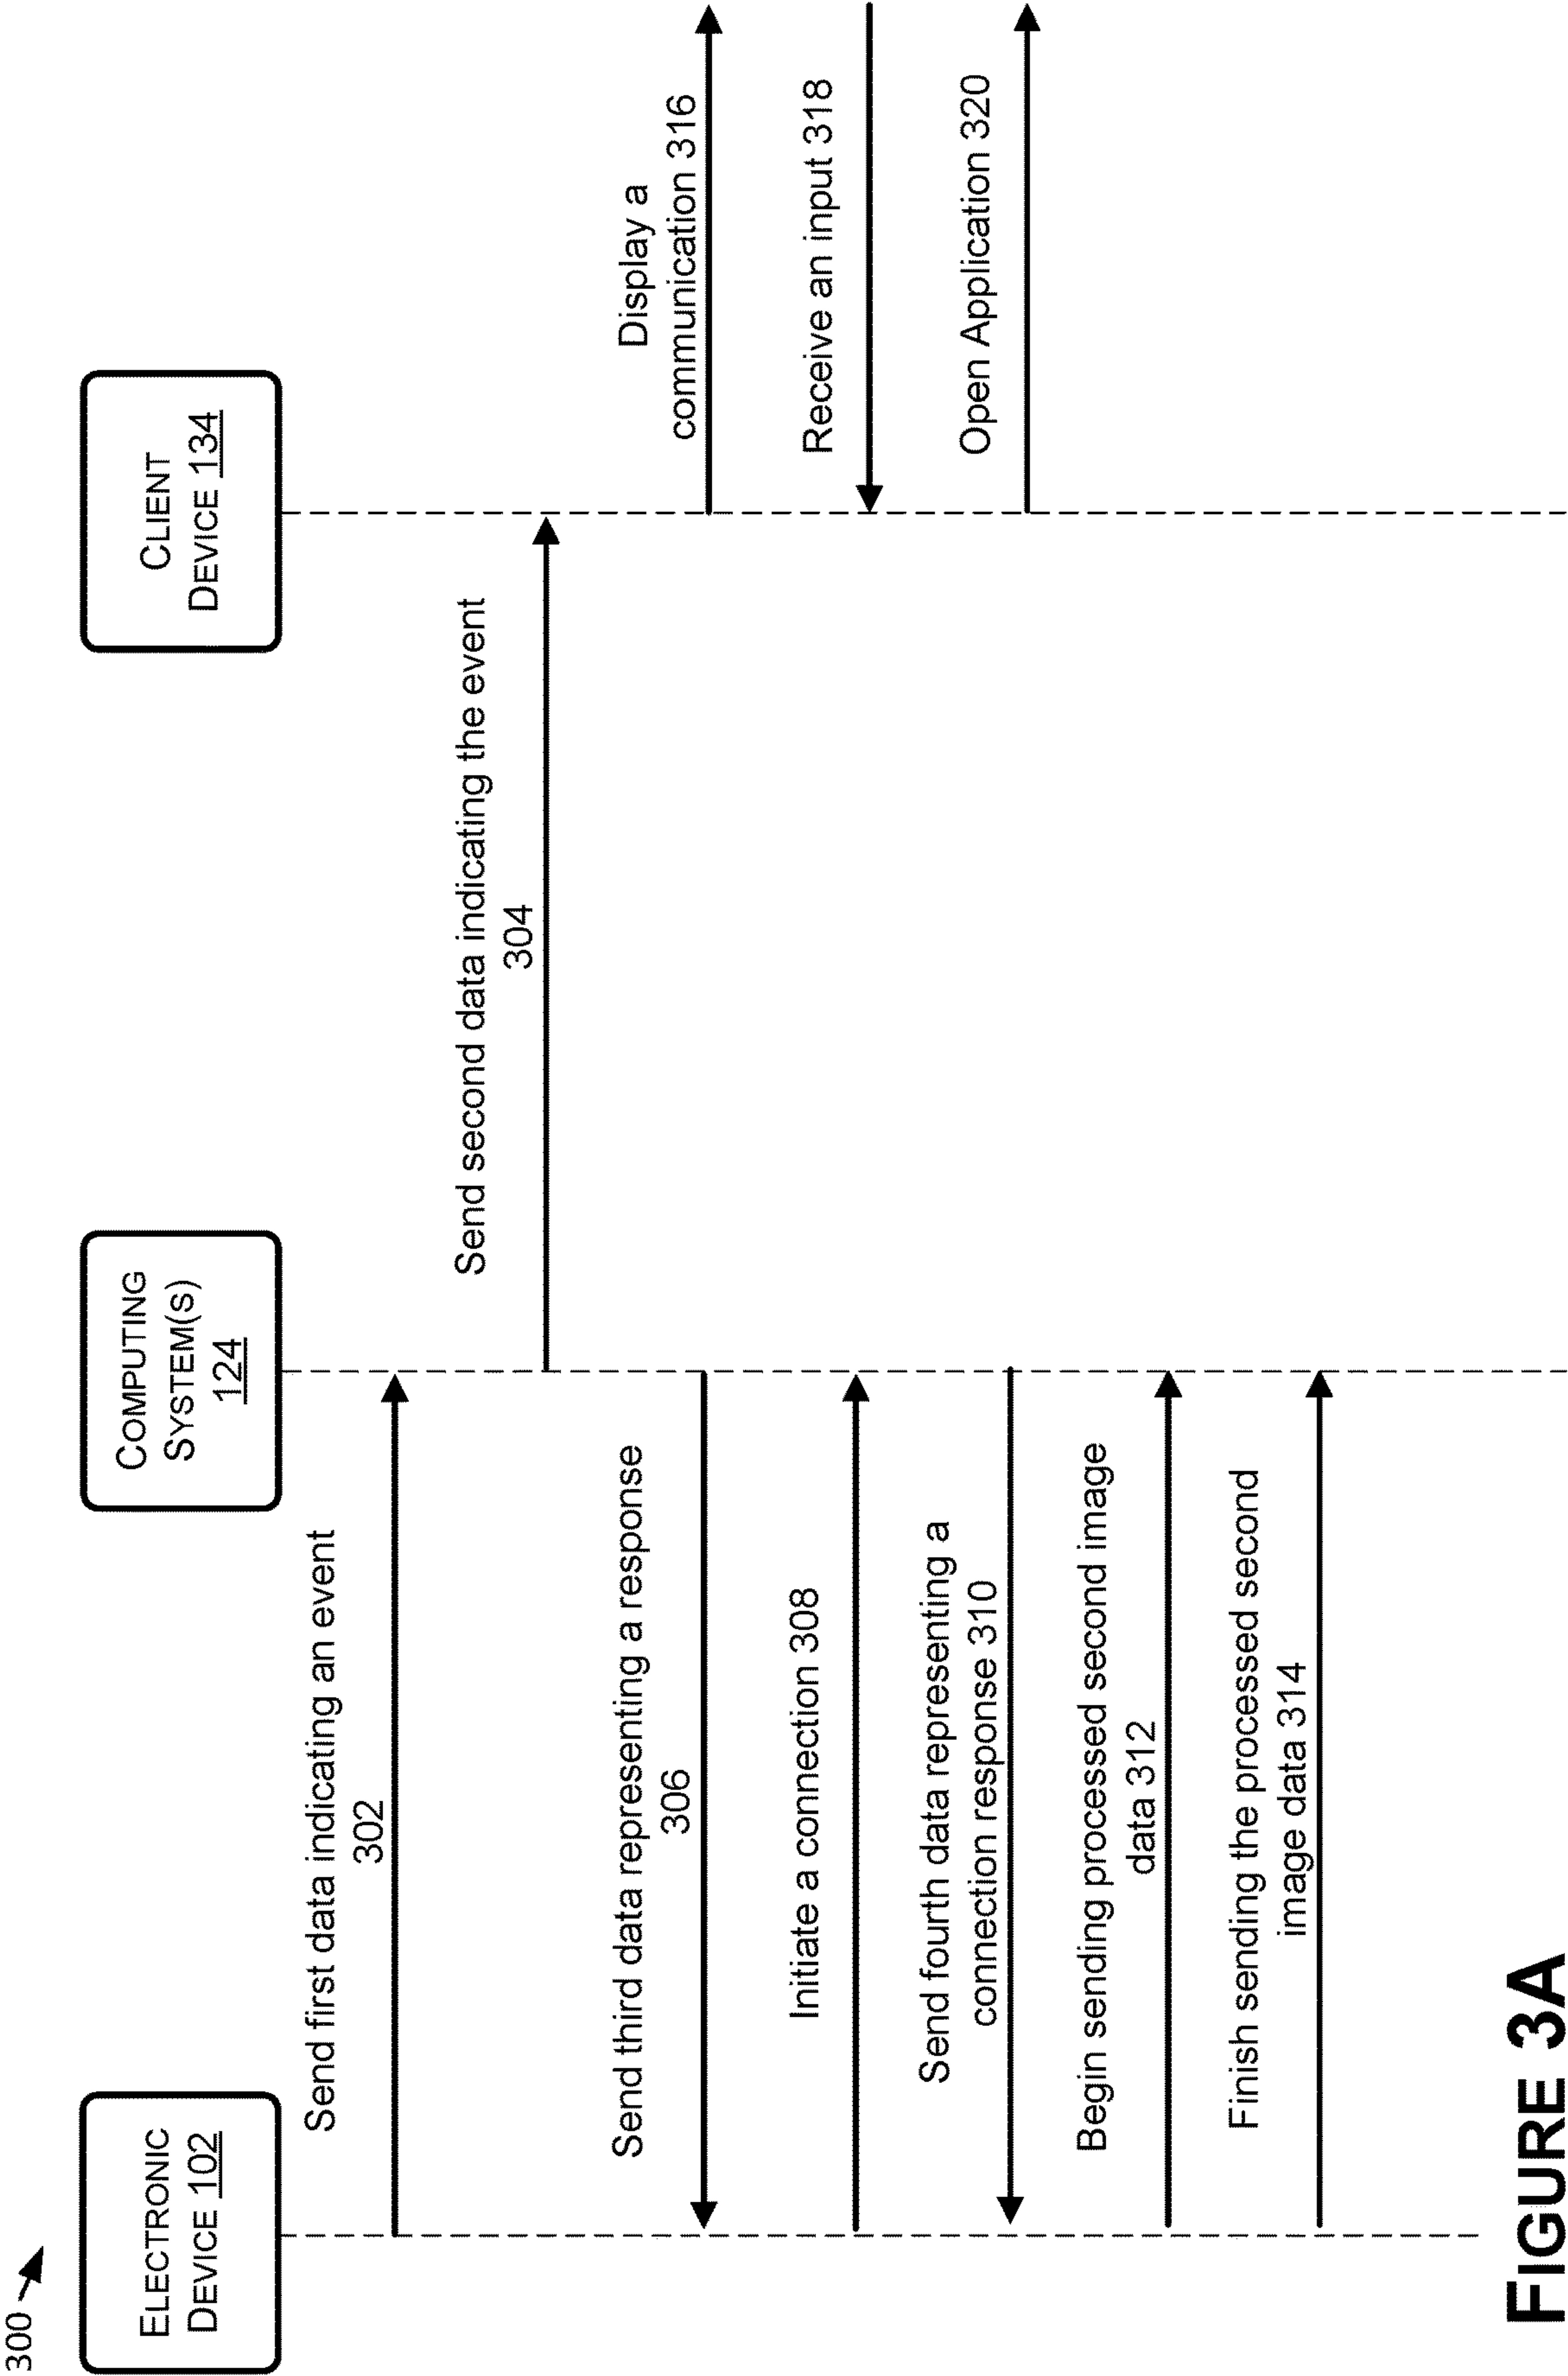 300
ELECTRONIC
DEVICE 102
COMPUTING
SYSTEM(S)
124
CLIENT
DEVICE 134
Send first data indicating an event
302
Send second data indicating the event
304
Send third data representing a response
306
Display a
communication 316
Initiate a connection 308
Receive an input 318
Send fourth data representing a
connection response 310
Open Application 320
Begin sending processed second image
data 312
Finish sending the processed second
image data 314
FIGURE 3A